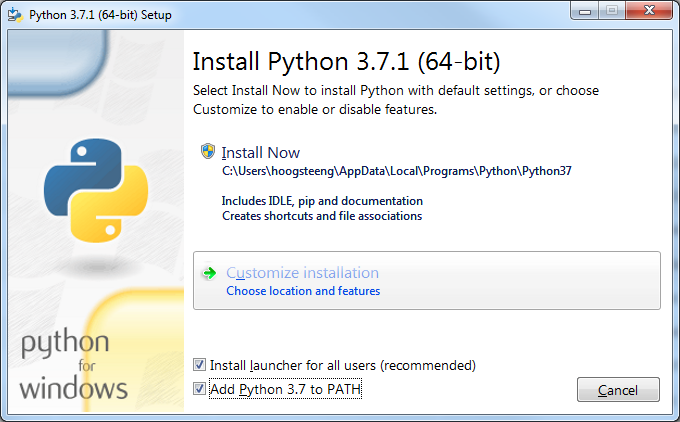 Python 3.7.1 (64-bit) Setup
Install Python 3.7.1 (64-bit)
Select Install Now to install Python with default settings, or choose
Customize to enable or disable features.
Install Now
C:\Users\hoogsteeng\AppData\Local\Programs\Python\Python37
Includes IDLE, pip and documentation
Creates shortcuts and file associations
Customize installation
Choose location and features
python
for
windows
Install launcher for all users (recommended)
Add Python 3.7 to PATH
Cancel